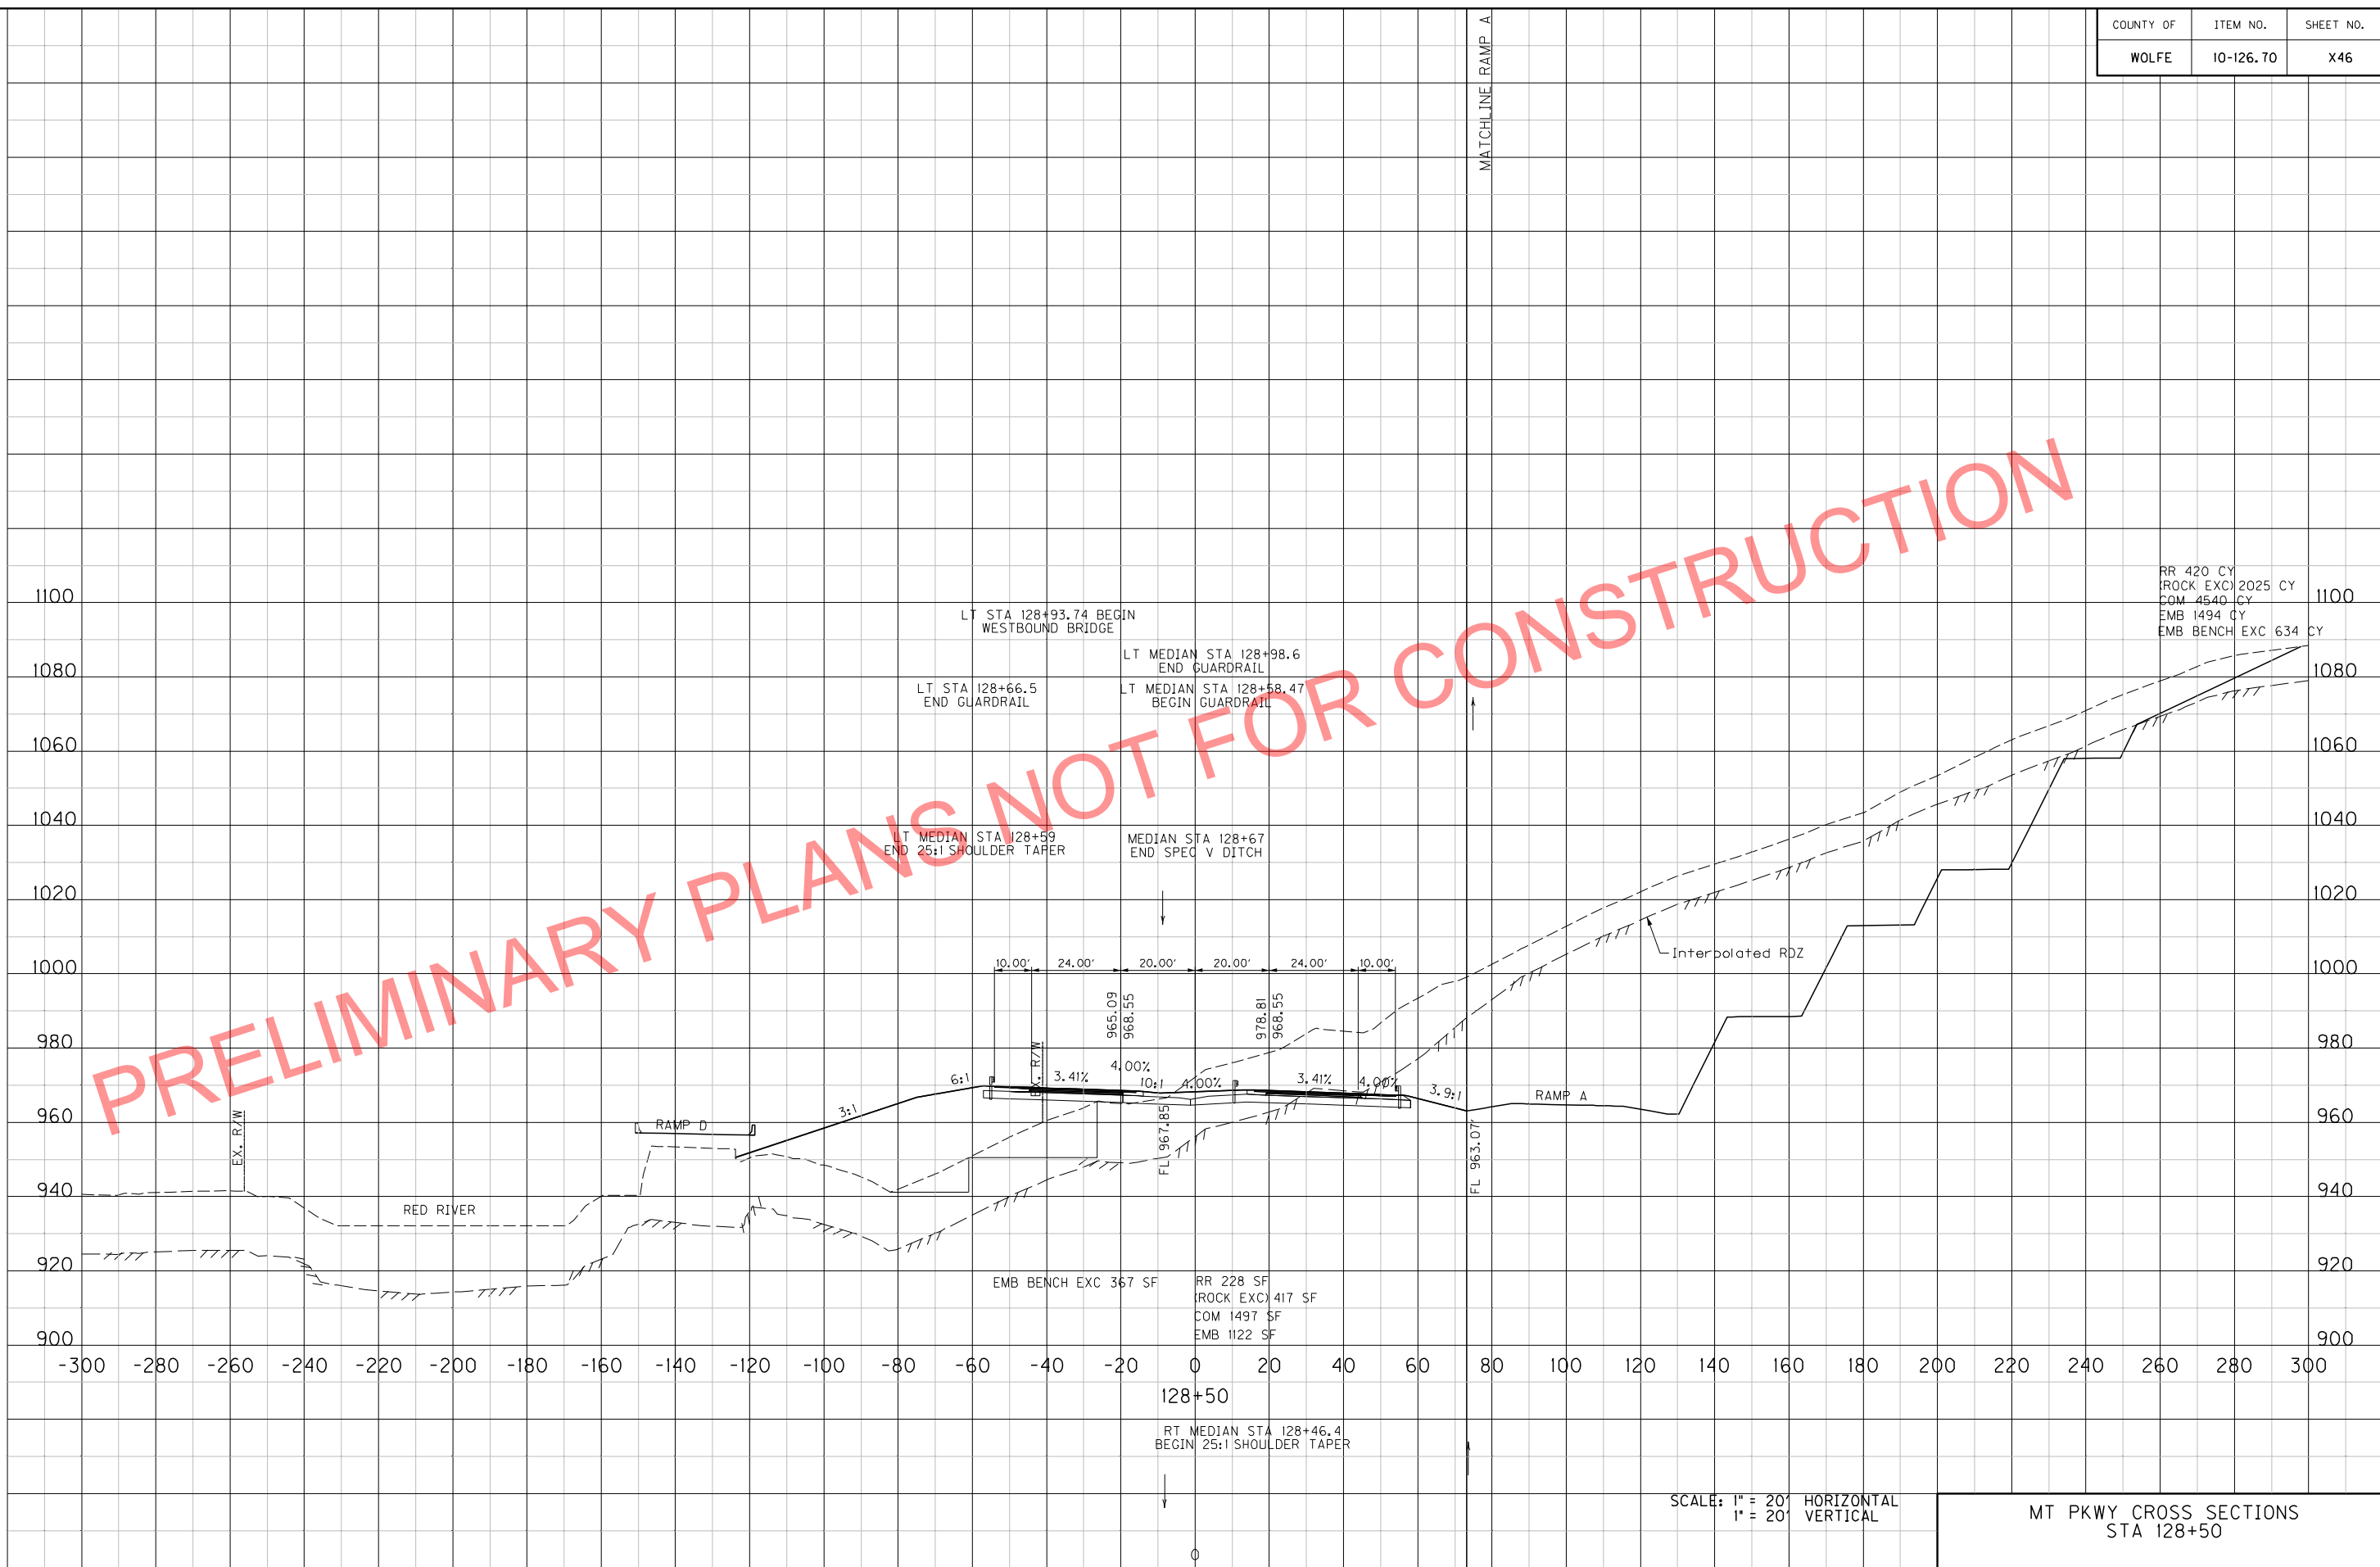 COUNTY OF ITEM NO. SHEET NO.
WOLFE 10-126.70 X46
MATCHLINE RAMP A
PRELIMINARY PLANS NOT FOR CONSTRUCTION
RR 420 CY
(ROCK EXC) 2025 CY
COM 4540 CY
EMB 1494 CY
EMB BENCH EXC 634 CY
1100 1100
LT STA 128+93.74 BEGIN
WESTBOUND BRIDGE
LT MEDIAN STA 128+98.6
END GUARDRAIL
1080 1080
LT STA 128+66.5
END GUARDRAIL
LT MEDIAN STA 128+58.47
BEGIN GUARDRAIL
1060 1060
1040 1040
LT MEDIAN STA 128+59
END 25:1 SHOULDER TAPER
MEDIAN STA 128+67
END SPEC V DITCH
1020 1020
Interpolated RDZ
1000 1000
10.00' 24.00' 20.00' 20.00' 24.00' 10.00'
965.09
968.55
978.81
968.55
980 980
EX. R/W
6:1 3.41% 4.00% 10:1 4.00% 3.41% 4.00% 3.9:1
RAMP A
3:1
960 960
RAMP D
EX. R/W
FL 967.85
FL 963.07'
940 940
RED RIVER
920 920
EMB BENCH EXC 367 SF
RR 228 SF
(ROCK EXC) 417 SF
COM 1497 SF
EMB 1122 SF
900 900
-300 -280 -260 -240 -220 -200 -180 -160 -140 -120 -100 -80 -60 -40 -20 0 20 40 60 80 100 120 140 160 180 200 220 240 260 280 300
128+50
RT MEDIAN STA 128+46.4
BEGIN 25:1 SHOULDER TAPER
SCALE: 1" = 20' HORIZONTAL
1" = 20' VERTICAL
MT PKWY CROSS SECTIONS
STA 128+50
0